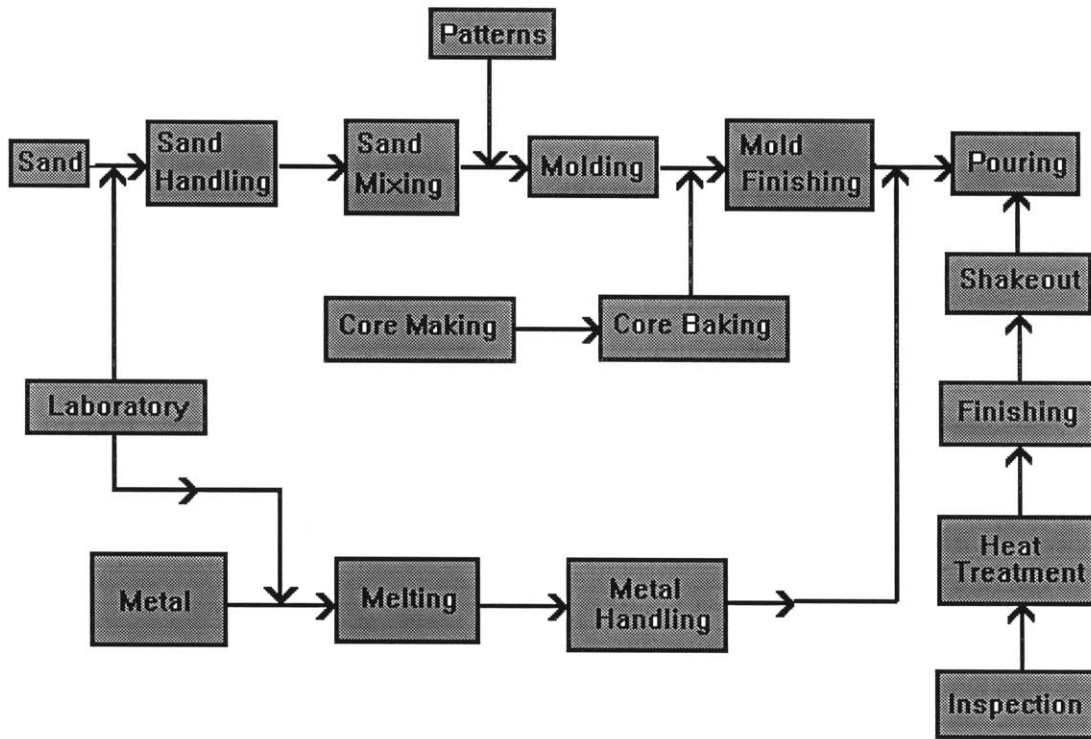 Patterns
Sand
Sand
Handling
Sand
Mixing
Molding
Mold
Finishing
Pouring
Shakeout
Core Making
Core Baking
Laboratory
Finishing
Metal
Melting
Metal
Handling
Heat
Treatment
Inspection